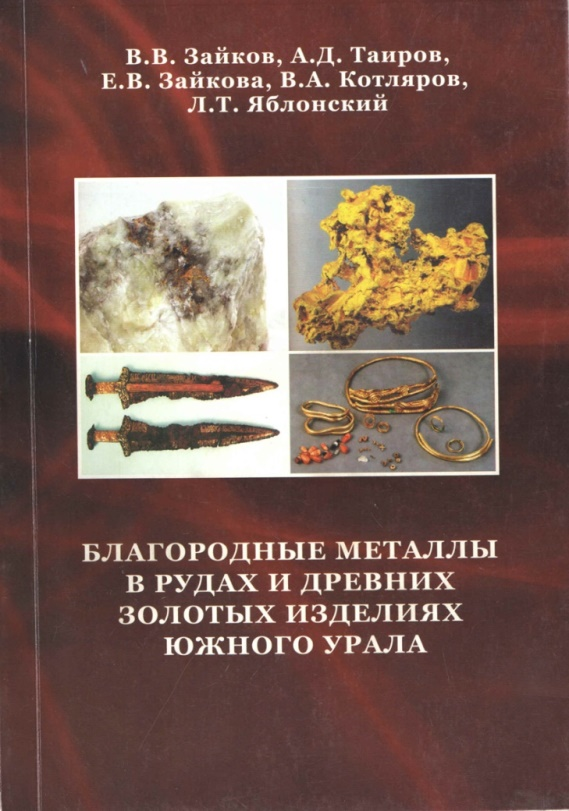 В.В. Зайков, А.Д. Таиров,
Е.В. Зайкова, В.А. Котляров,
Л.Т. Яблонский
БЛАГОРОДНЫЕ МЕТАЛЛЫ
В РУДАХ И ДРЕВНИХ
ЗОЛОТЫХ ИЗДЕЛИЯХ
ЮЖНОГО УРАЛА